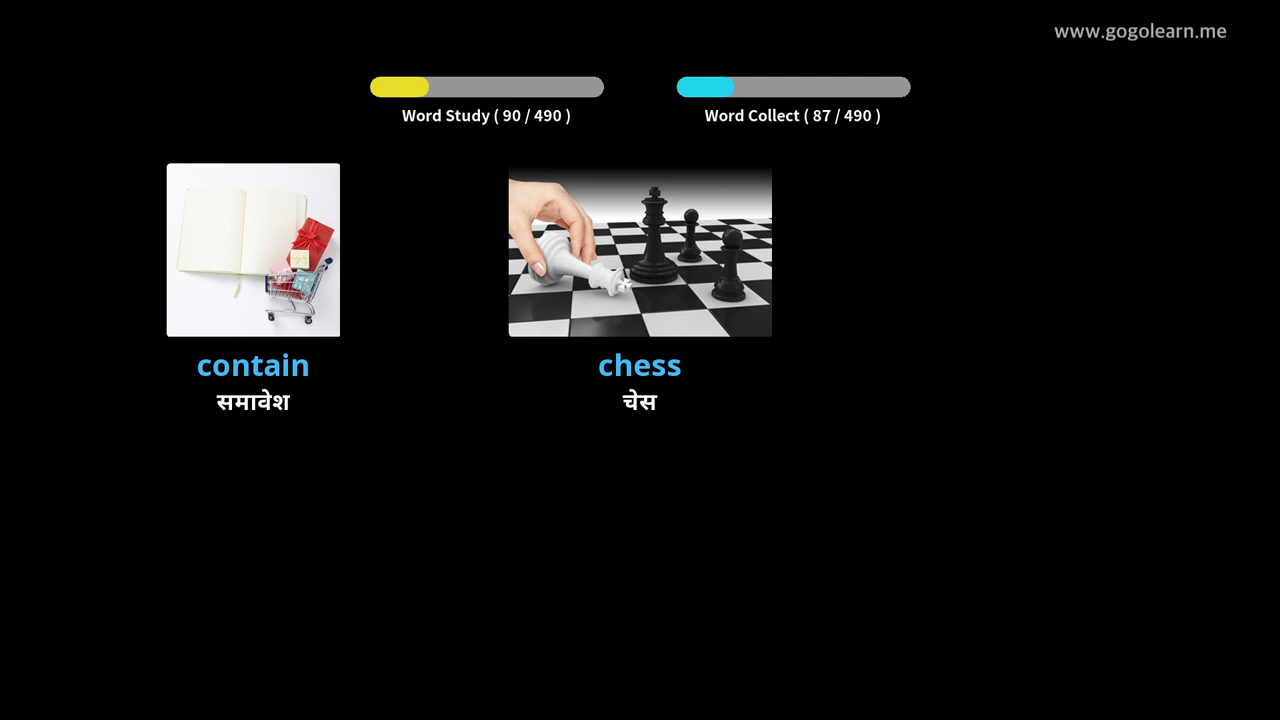 www.gogolearn.me
Word Study ( 90 / 490 )
Word Collect ( 87 / 490 )
contain
समावेश
chess
चेस